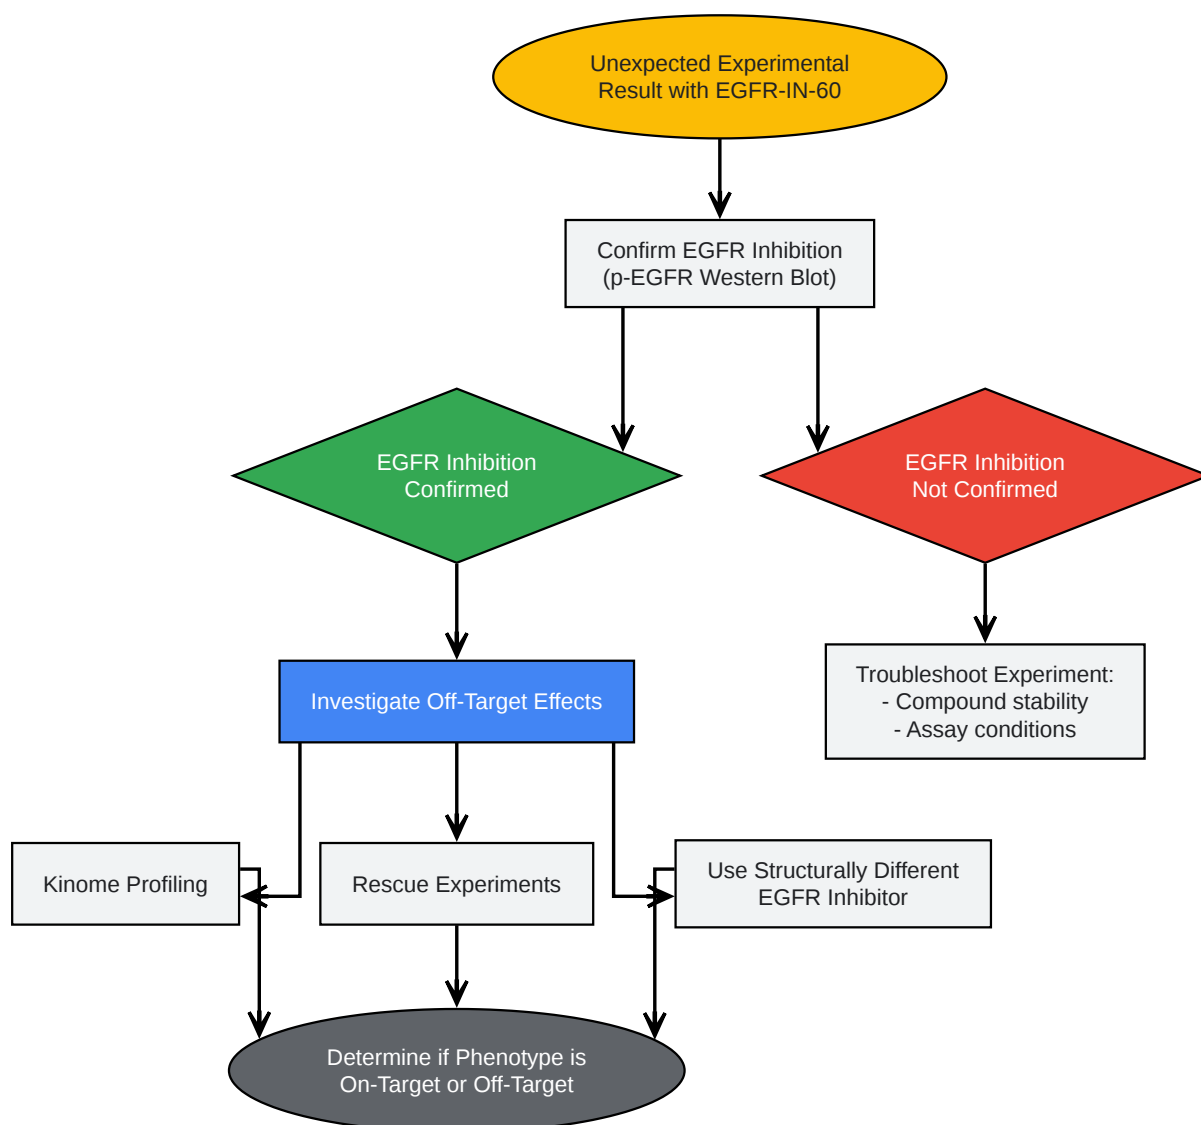 Unexpected Experimental
Result with EGFR-IN-60
Confirm EGFR Inhibition
(p-EGFR Western Blot)
EGFR Inhibition
Confirmed
EGFR Inhibition
Not Confirmed
Investigate Off-Target Effects
Troubleshoot Experiment:
- Compound stability
- Assay conditions
Kinome Profiling
Rescue Experiments
Use Structurally Different
EGFR Inhibitor
Determine if Phenotype is
On-Target or Off-Target